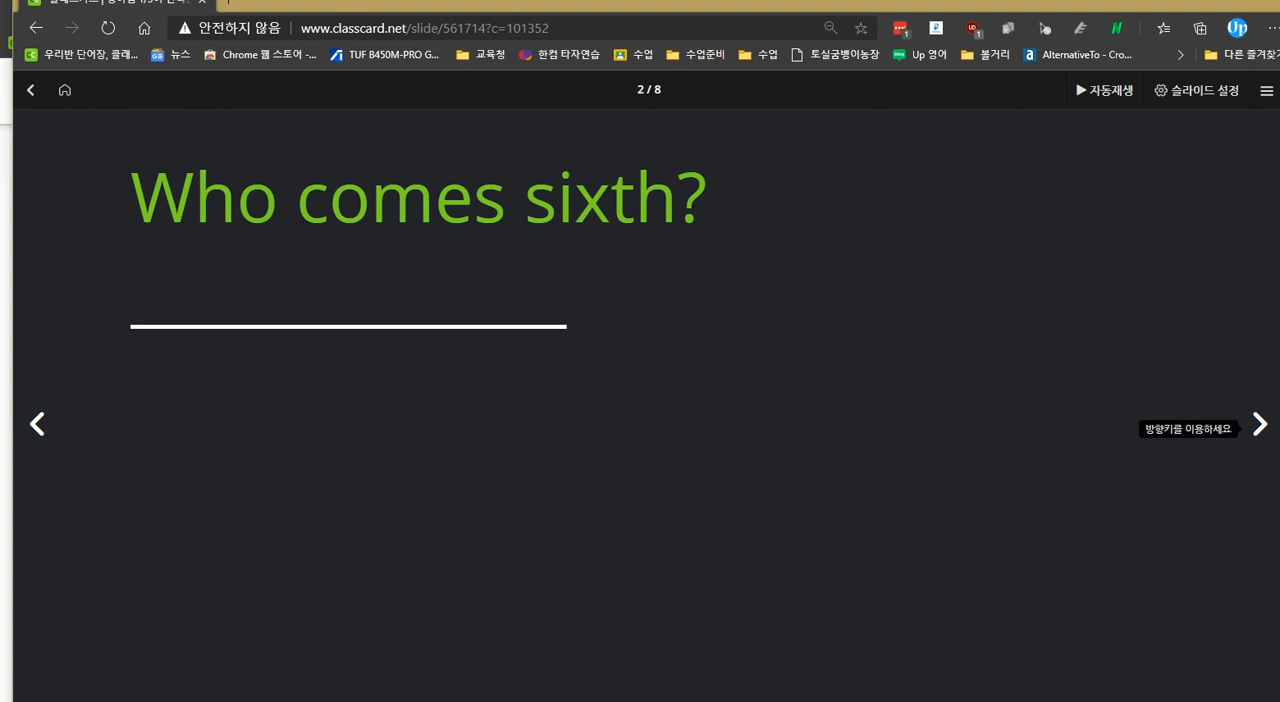 안전하지 않음 www.classcard.net/slide/561714?c=101352
우리반 단어장, 클래... 뉴스 Chrome 웹 스토어 -... TUF B450M-PRO G... 교육청 한컴 타자연습 수업 수업준비 수업 토실굼벵이농장 Up 영어 볼거리 AlternativeTo - Cro... 다른 즐겨찾기
2 / 8 자동재생 슬라이드 설정
Who comes sixth?
방향키를 이용하세요